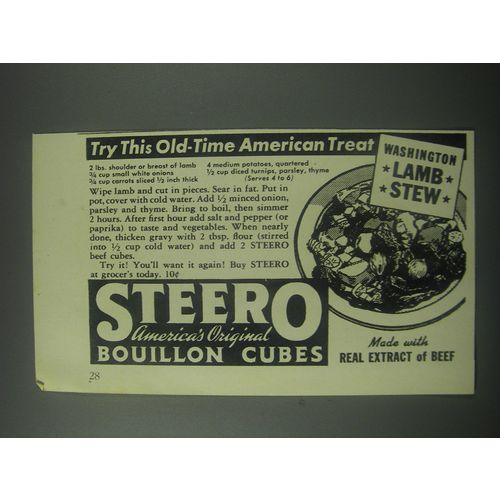 Try This Old-Time American Treat
2 lbs. shoulder or breast of lamb
¾ cup small white onions
¾ cup carrots sliced ½ inch thick
4 medium potatoes, quartered
½ cup diced turnips, parsley, thyme
(Serves 4 to 6)
Wipe lamb and cut in pieces. Sear in fat. Put in
pot, cover with cold water. Add ½ minced onion,
parsley and thyme. Bring to boil, then simmer
2 hours. After first hour add salt and pepper (or
paprika) to taste and vegetables. When nearly
done, thicken gravy with 2 tbsp. flour (stirred
into ½ cup cold water) and add 2 STEERO
beef cubes.
Try it! You'll want it again! Buy STEERO
at grocer's today. 10¢
WASHINGTON
LAMB
STEW
STEERO
America's Original
BOUILLON CUBES
Made with
REAL EXTRACT of BEEF
28